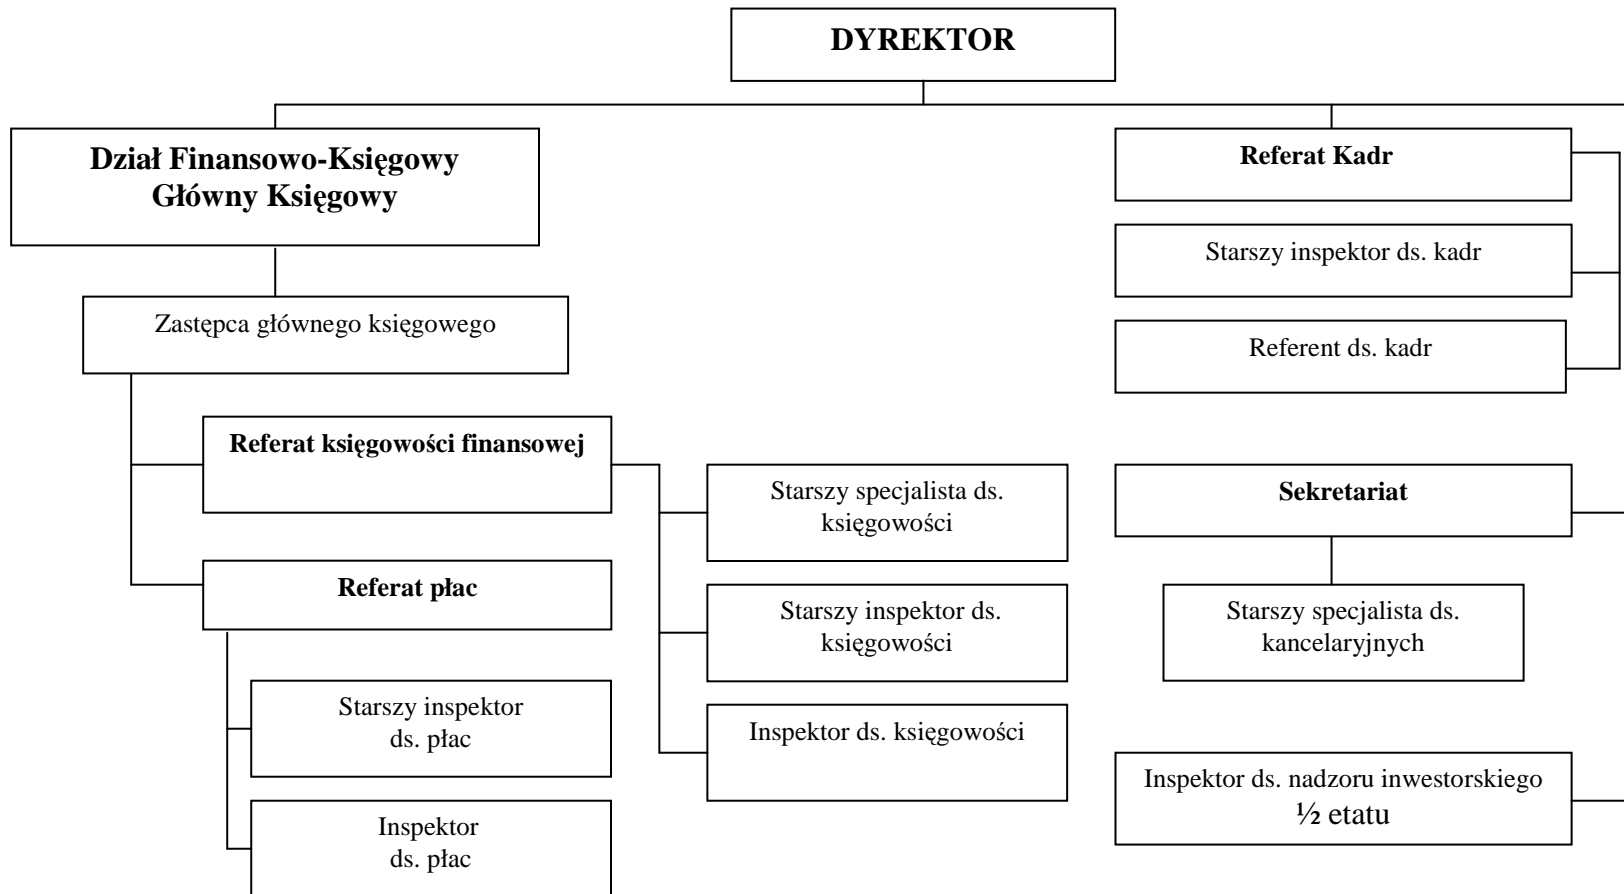 DYREKTOR
Dział Finansowo-Księgowy
Główny Księgowy
Zastępca głównego księgowego
Referat księgowości finansowej
Referat płac
Starszy inspektor
ds. płac
Inspektor
ds. płac
Starszy specjalista ds.
księgowości
Starszy inspektor ds.
księgowości
Inspektor ds. księgowości
Referat Kadr
Starszy inspektor ds. kadr
Referent ds. kadr
Sekretariat
Starszy specjalista ds.
kancelaryjnych
Inspektor ds. nadzoru inwestorskiego
½ etatu